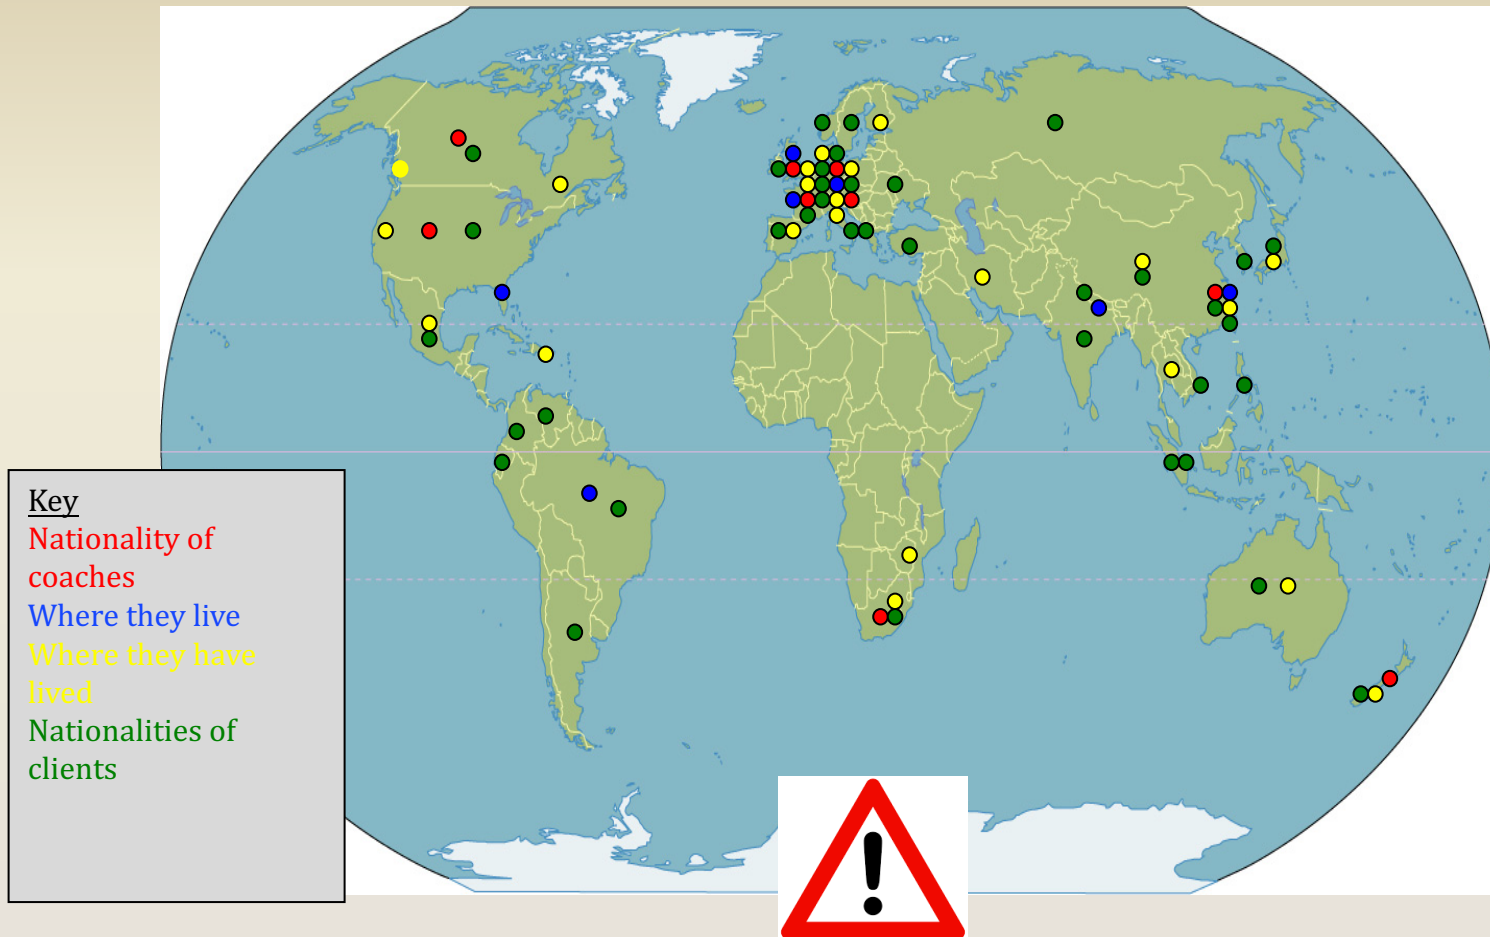 Key
Nationality of
coaches
Where they live
Where they have
lived
Nationalities of
clients